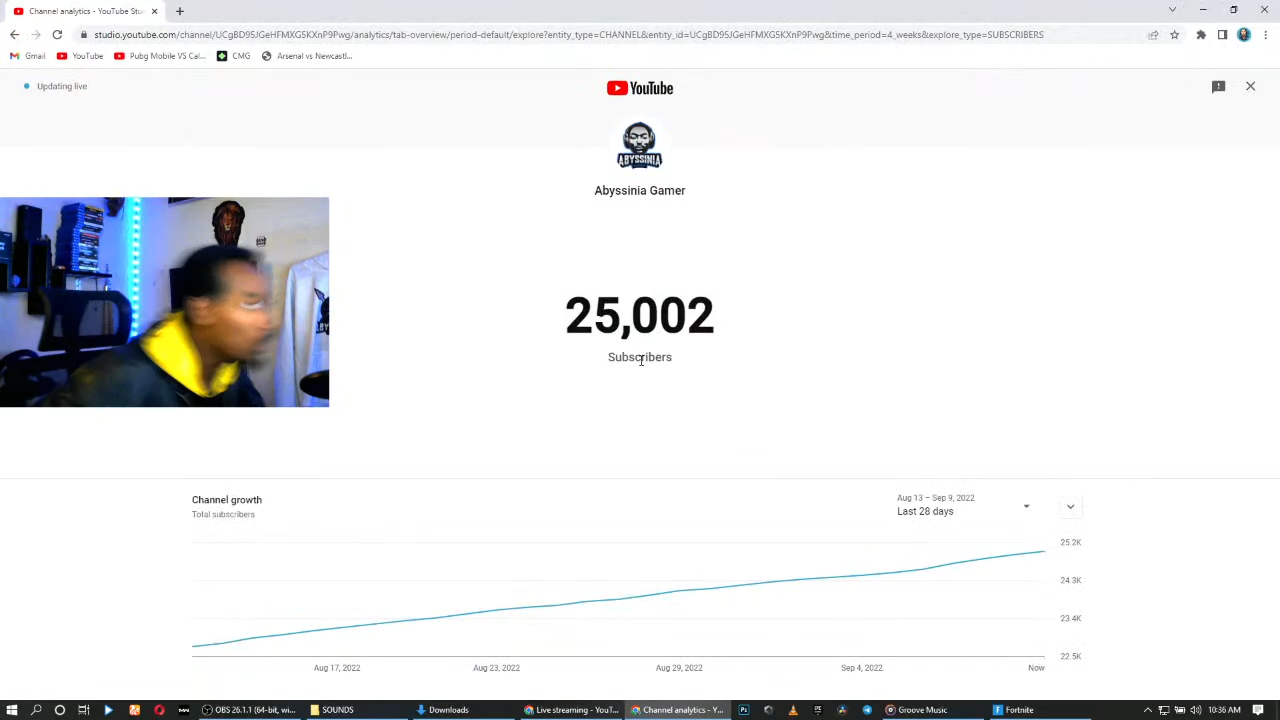 Channel analytics - YouTube Stu
studio.youtube.com/channel/UCgBD95JGeHFMXG5KXnP9Pwg/analytics/tab-overview/period-default/explore?entity_type=CHANNEL&entity_id=UCgBD95JGeHFMXG5KXnP9Pwg&time_period=4_weeks&explore_type=SUBSCRIBERS
Gmail YouTube Pubg Mobile VS Cal... CMG Arsenal vs Newcastl...
Updating live
YouTube
ABYSSINIA
Abyssinia Gamer
25,002
Subscribers
Channel growth
Total subscribers
Aug 13 – Sep 9, 2022
Last 28 days
25.2K
24.3K
23.4K
22.5K
Aug 17, 2022 Aug 23, 2022 Aug 29, 2022 Sep 4, 2022 Now
OBS 26.1.1 (64-bit, wi... SOUNDS Downloads Live streaming - YouT... Channel analytics - Y... Groove Music Fortnite 10:36 AM